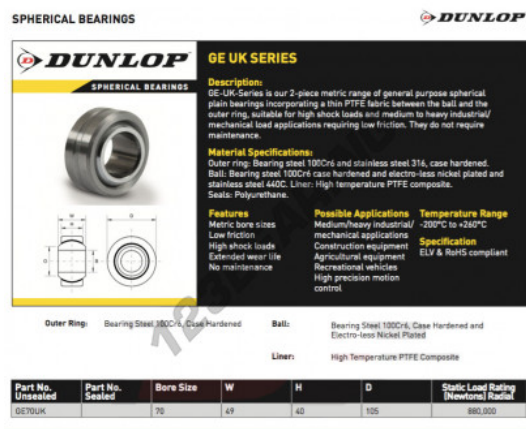 SPHERICAL BEARINGS
DUNLOP
DUNLOP
SPHERICAL BEARINGS
GE UK SERIES
Description:
GE-UK-Series is our 2-piece metric range of general purpose spherical
plain bearings incorporating a thin PTFE fabric between the ball and the
outer ring, suitable for high shock loads and medium to heavy industrial/
mechanical load applications requiring low friction. They do not require
maintenance.
Material Specifications:
Outer ring: Bearing steel 100Cr6 and stainless steel 316, case hardened.
Ball: Bearing steel 100Cr6 case hardened and electro-less nickel plated and
stainless steel 440C. Liner: High temperature PTFE composite.
Seals: Polyurethane.
Features
Metric bore sizes
Low friction
High shock loads
Extended wear life
No maintenance
Possible Applications
Medium/heavy industrial/
mechanical applications
Construction equipment
Agricultural equipment
Recreational vehicles
High precision motion
control
Temperature Range
-200°C to +260°C
Specification
ELV & RoHS compliant
Outer Ring: Bearing Steel 100Cr6, Case Hardened
Ball: Bearing Steel 100Cr6, Case Hardened and
Electro-less Nickel Plated
Liner: High Temperature PTFE Composite
Part No. Unsealed Part No. Sealed Bore Size W H D Static Load Rating (Newtons) Radial
GE70UK 70 49 40 105 880,000